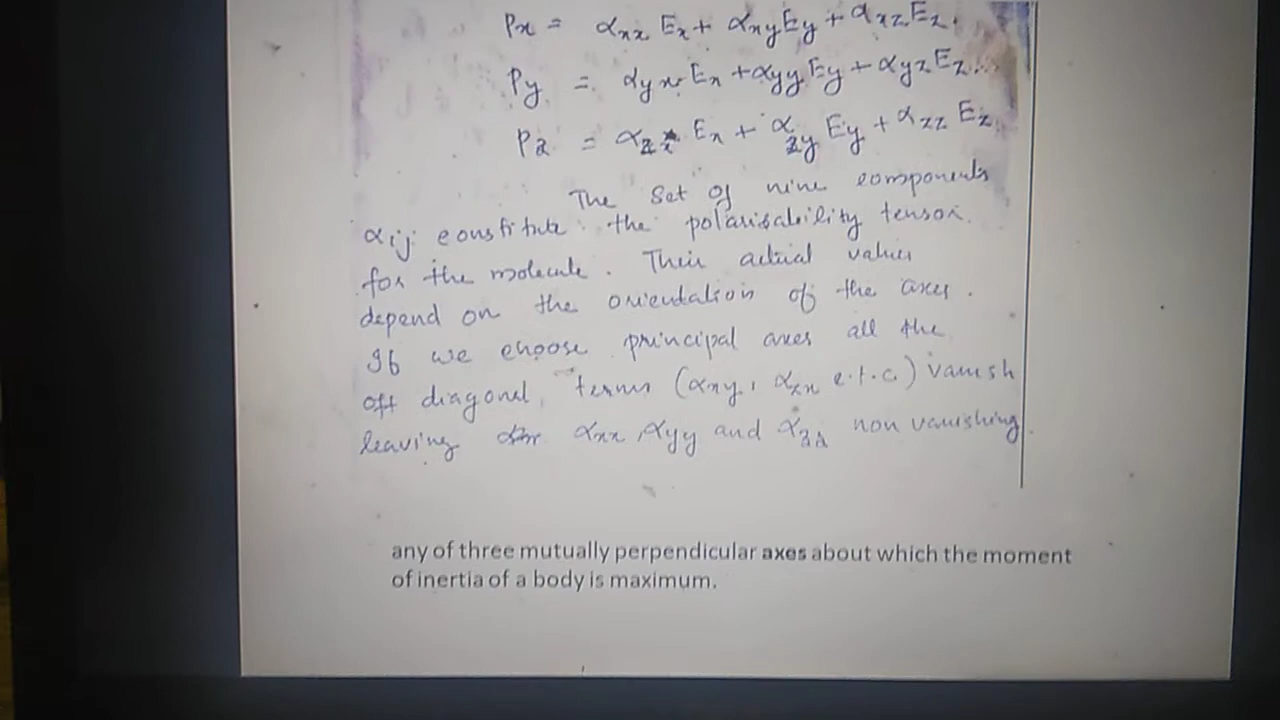 Px = αxx Ex + αxy Ey + αxz Ez.
Py = αyx Ex + αyy Ey + αyz Ez...
Pz = αzx Ex + αzy Ey + αzz Ez.
The set of nine components
αij constitute the polarisability tensor.
for the molecule. Their actual values
depend on the orientation of the axes.
If we choose principal axes all the
off diagonal terms (αxy, αzx e.t.c.) vanish
leaving αxx, αyy and αzz non vanishing.
any of three mutually perpendicular axes about which the moment
of inertia of a body is maximum.